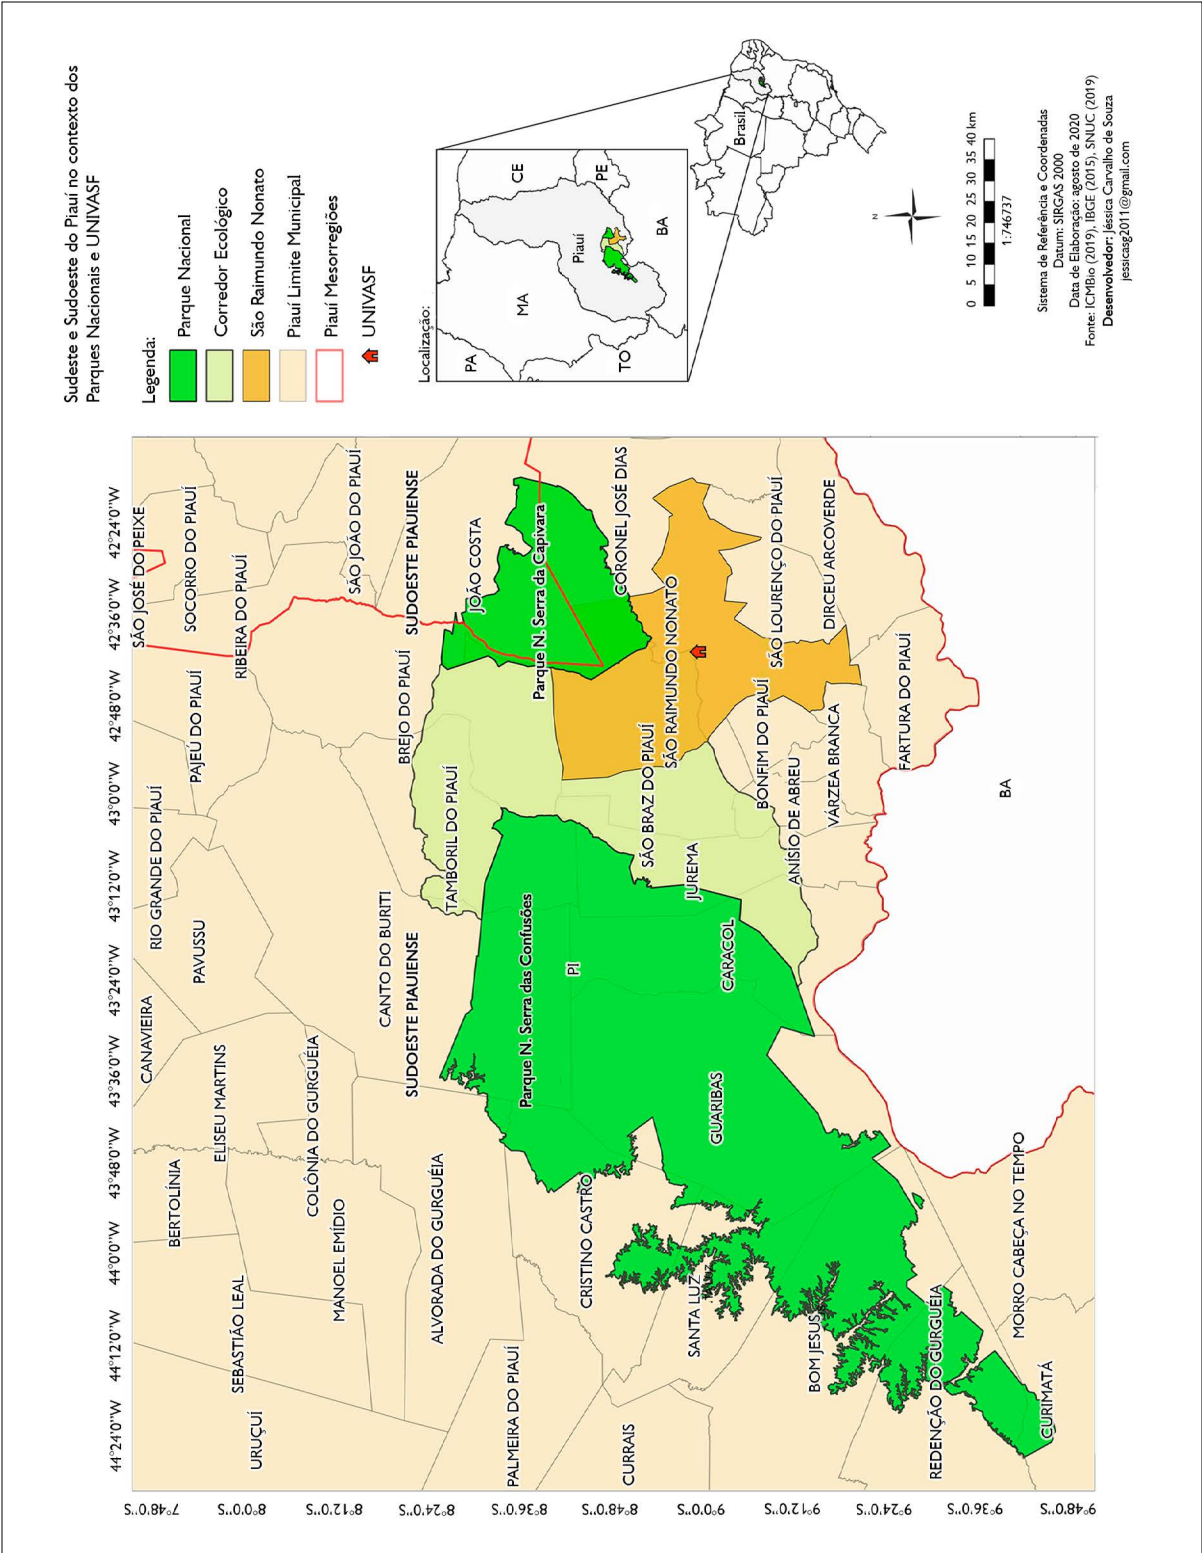 Sudeste e Sudoeste do Piauí no contexto dos
Parques Nacionais e UNIVASF
Legenda:
Parque Nacional
Corredor Ecológico
São Raimundo Nonato
Piauí Limite Municipal
Piauí Mesorregiões
UNIVASF
Localização:
PA
MA
CE
Piauí
PE
TO
BA
Brasil
N
0 5 10 15 20 25 30 35 40 km
1:746737
Sistema de Referência e Coordenadas
Datum: SIRGAS 2000
Data de Elaboração: agosto de 2020
Fonte: ICMBio (2019), IBGE (2015), SNUC (2019)
Desenvolvedor: Jéssica Carvalho de Souza
jessicasg2011@gmail.com
44°24'0"W 44°12'0"W 44°0'0"W 43°48'0"W 43°36'0"W 43°24'0"W 43°12'0"W 43°0'0"W 42°48'0"W 42°36'0"W 42°24'0"W
7°48'0.0"S
8°0'0.0"S
8°12'0.0"S
8°24'0.0"S
8°36'0.0"S
8°48'0.0"S
9°0'0.0"S
9°12'0.0"S
9°24'0.0"S
9°36'0.0"S
9°48'0.0"S
SÃO JOSÉ DO PEIXE
CANAVIEIRA
RIO GRANDE DO PIAUÍ
BERTOLÍNIA
PAVUSSU
PAJEÚ DO PIAUÍ
SOCORRO DO PIAUÍ
ELISEU MARTINS
SEBASTIÃO LEAL
RIBEIRA DO PIAUÍ
URUÇUÍ
COLÔNIA DO GURGUÉIA
MANOEL EMÍDIO
SÃO JOÃO DO PIAUÍ
CANTO DO BURITI
BREJO DO PIAUÍ
SUDOESTE PIAUIENSE
SUDOESTE PIAUIENSE
ALVORADA DO GURGUÉIA
TAMBORIL DO PIAUÍ
JOÃO COSTA
PALMEIRA DO PIAUÍ
Parque N. Serra das Confusões
Parque N. Serra da Capivara
PI
CRISTINO CASTRO
CORONEL JOSÉ DIAS
CURRAIS
SÃO BRAZ DO PIAUÍ
SÃO RAIMUNDO NONATO
SANTA LUZ
JUREMA
GUARIBAS
CARACOL
BONFIM DO PIAUÍ
SÃO LOURENÇO DO PIAUÍ
ANÍSIO DE ABREU
BOM JESUS
VÁRZEA BRANCA
DIRCEU ARCOVERDE
FARTURA DO PIAUÍ
REDENÇÃO DO GURGUÉIA
BA
MORRO CABEÇA NO TEMPO
CURIMATÁ